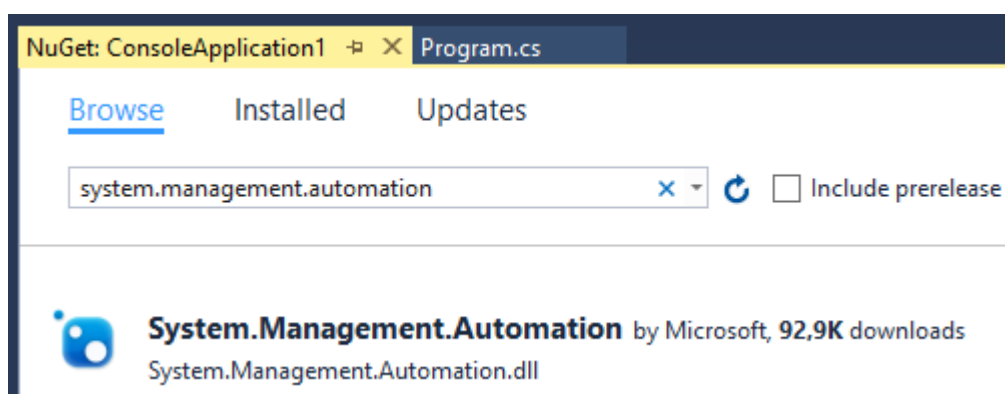 NuGet: ConsoleApplication1 Program.cs
Browse Installed Updates
system.management.automation Include prerelease
System.Management.Automation by Microsoft, 92,9K downloads
System.Management.Automation.dll